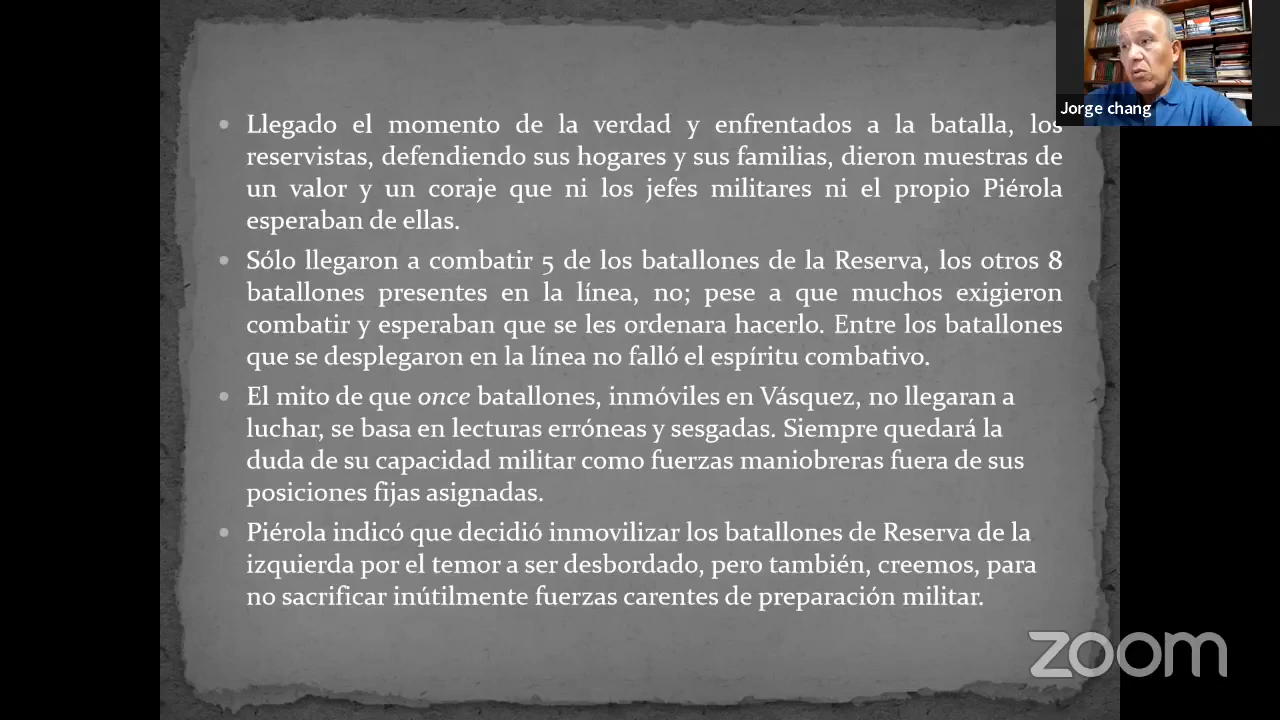 Jorge chang
• Llegado el momento de la verdad y enfrentados a la batalla, los
reservistas, defendiendo sus hogares y sus familias, dieron muestras de
un valor y un coraje que ni los jefes militares ni el propio Piérola
esperaban de ellas.
• Sólo llegaron a combatir 5 de los batallones de la Reserva, los otros 8
batallones presentes en la línea, no; pese a que muchos exigieron
combatir y esperaban que se les ordenara hacerlo. Entre los batallones
que se desplegaron en la línea no falló el espíritu combativo.
• El mito de que once batallones, inmóviles en Vásquez, no llegaran a
luchar, se basa en lecturas erróneas y sesgadas. Siempre quedará la
duda de su capacidad militar como fuerzas maniobreras fuera de sus
posiciones fijas asignadas.
• Piérola indicó que decidió inmovilizar los batallones de Reserva de la
izquierda por el temor a ser desbordado, pero también, creemos, para
no sacrificar inútilmente fuerzas carentes de preparación militar.
zoom